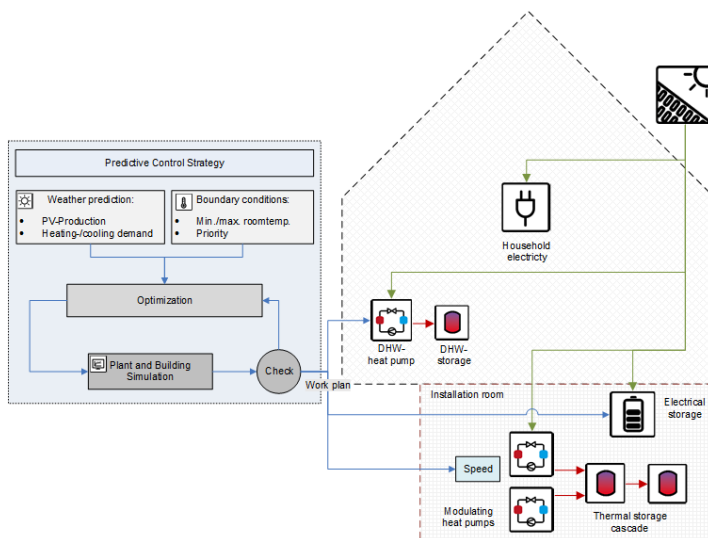 Predictive Control Strategy
Weather prediction:
• PV-Production
• Heating-/cooling demand
Boundary conditions:
• Min./max. roomtemp.
• Priority
Optimization
Plant and Building
Simulation
Check
Work plan
Household
electricty
DHW-
heat pump
DHW-
storage
Installation room
Electrical
storage
Speed
Modulating
heat pumps
Thermal storage
cascade